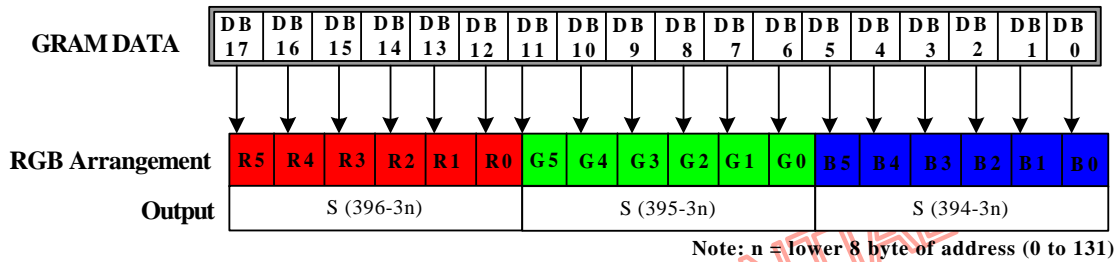 GRAM DATA
DB 17 DB 16 DB 15 DB 14 DB 13 DB 12 DB 11 DB 10 DB 9 DB 8 DB 7 DB 6 DB 5 DB 4 DB 3 DB 2 DB 1 DB 0
RGB Arrangement R5 R4 R3 R2 R1 R0 G5 G4 G3 G2 G1 G0 B5 B4 B3 B2 B1 B0
Output S (396-3n) S (395-3n) S (394-3n)
Note: n = lower 8 byte of address (0 to 131)